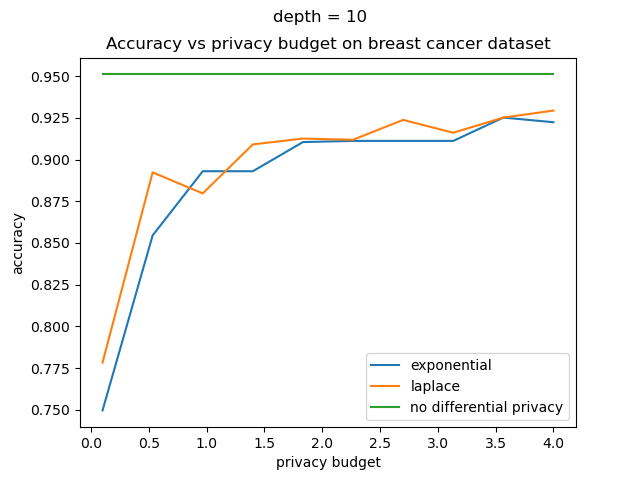 depth = 10
Accuracy vs privacy budget on breast cancer dataset
0.950
0.925
0.900
0.875
0.850
0.825
0.800
0.775
0.750
accuracy
exponential
laplace
no differential privacy
0.0 0.5 1.0 1.5 2.0 2.5 3.0 3.5 4.0
privacy budget